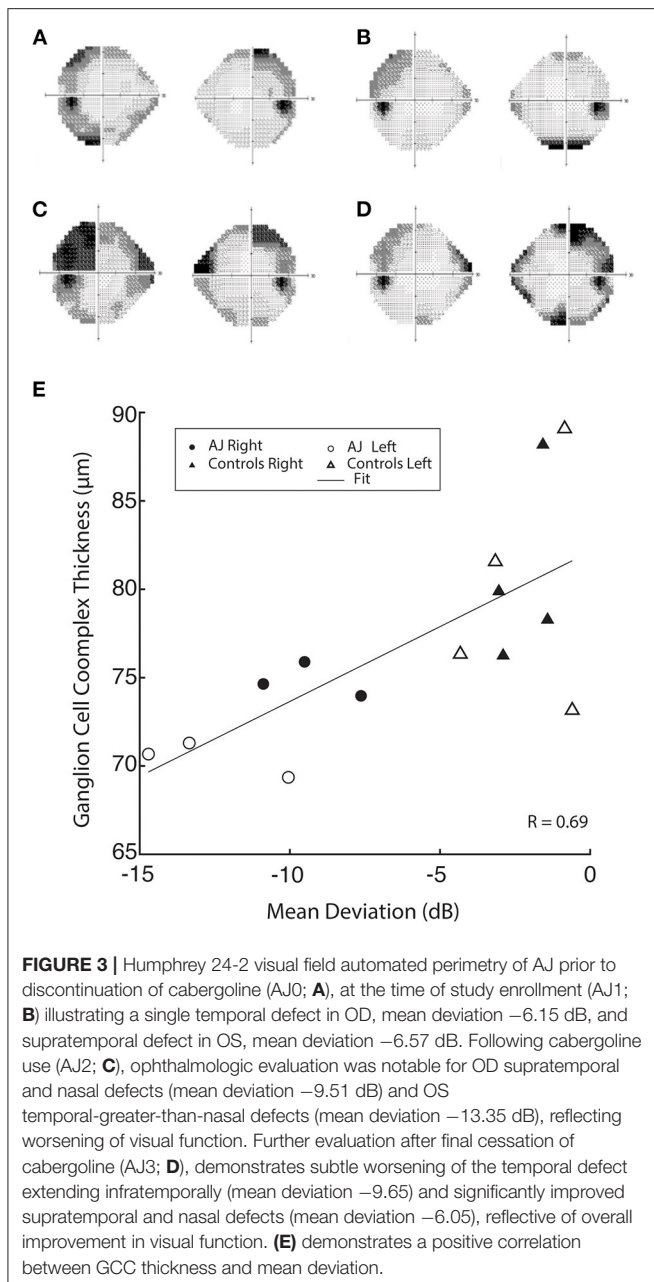 A
B
C
D
E
90
85
80
75
70
65
Ganglion Cell Coomplex Thickness (µm)
AJ Right
AJ Left
Controls Right
Controls Left
Fit
R = 0.69
-15
-10
-5
0
Mean Deviation (dB)
FIGURE 3 | Humphrey 24-2 visual field automated perimetry of AJ prior to
discontinuation of cabergoline (AJ0; A), at the time of study enrollment (AJ1;
B) illustrating a single temporal defect in OD, mean deviation −6.15 dB, and
supratemporal defect in OS, mean deviation −6.57 dB. Following cabergoline
use (AJ2; C), ophthalmologic evaluation was notable for OD supratemporal
and nasal defects (mean deviation −9.51 dB) and OS
temporal-greater-than-nasal defects (mean deviation −13.35 dB), reflecting
worsening of visual function. Further evaluation after final cessation of
cabergoline (AJ3; D), demonstrates subtle worsening of the temporal defect
extending infratemporally (mean deviation −9.65) and significantly improved
supratemporal and nasal defects (mean deviation −6.05), reflective of overall
improvement in visual function. (E) demonstrates a positive correlation
between GCC thickness and mean deviation.